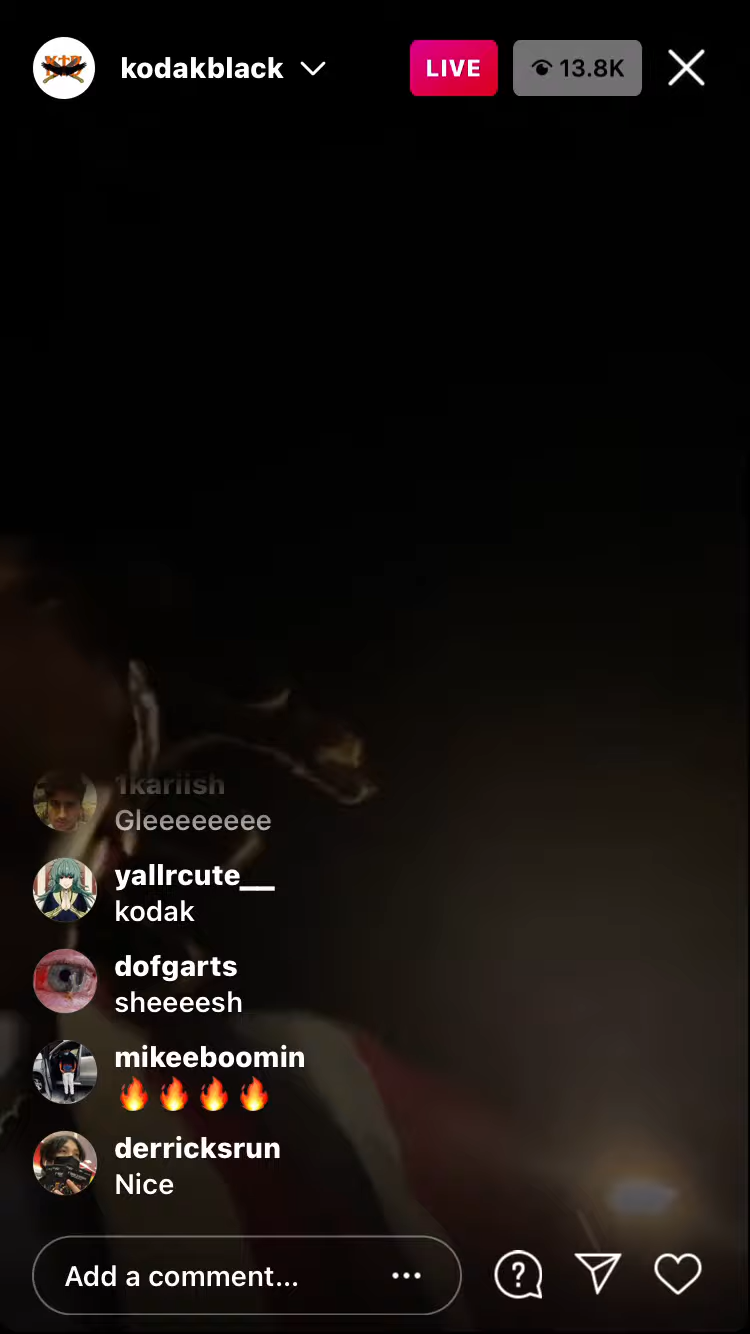 kodakblack
LIVE
13.8K
1kariish
Gleeeeeeee
yallrcute__
kodak
dofgarts
sheeeesh
mikeeboomin
🔥🔥🔥🔥
derricksrun
Nice
Add a comment...